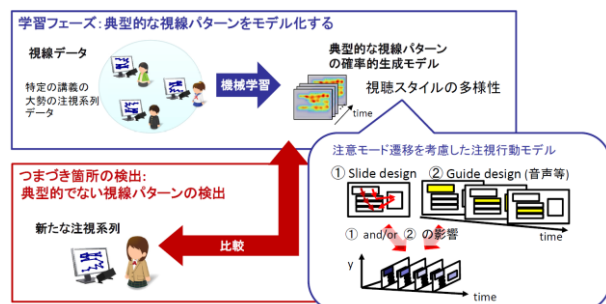 学習フェーズ: 典型的な視線パターンをモデル化する
視線データ
特定の講義の
大勢の注視系列
データ
機械学習
典型的な視線パターン
の確率的生成モデル
視聴スタイルの多様性
time
つまづき箇所の検出:
典型的でない視線パターンの検出
新たな注視系列
比較
注意モード遷移を考慮した注視行動モデル
① Slide design ② Guide design (音声等)
time
① and/or ② の影響
y
time